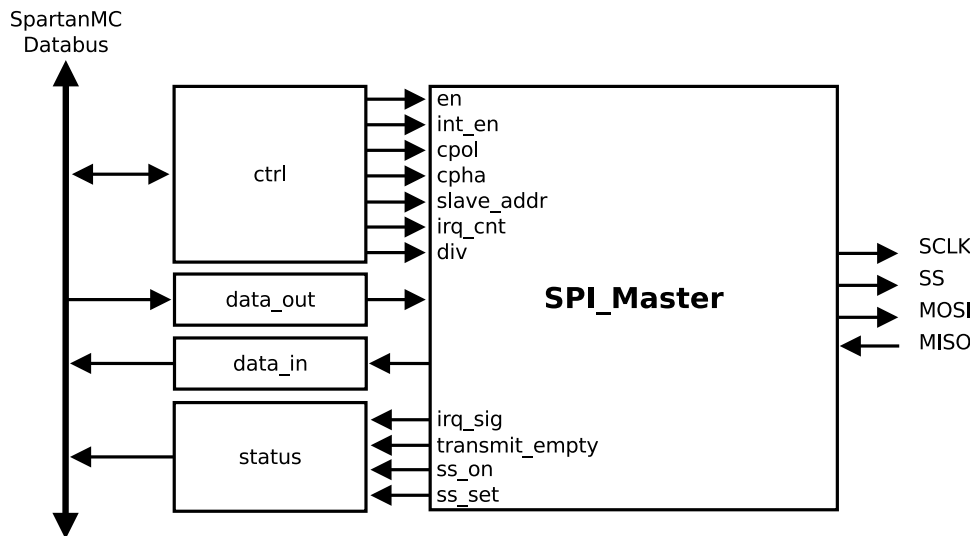 SpartanMC
Databus
ctrl
en
int_en
cpol
cpha
slave_addr
irq_cnt
div
data_out
data_in
status
irq_sig
transmit_empty
ss_on
ss_set
SPI_Master
SCLK
SS
MOSI
MISO